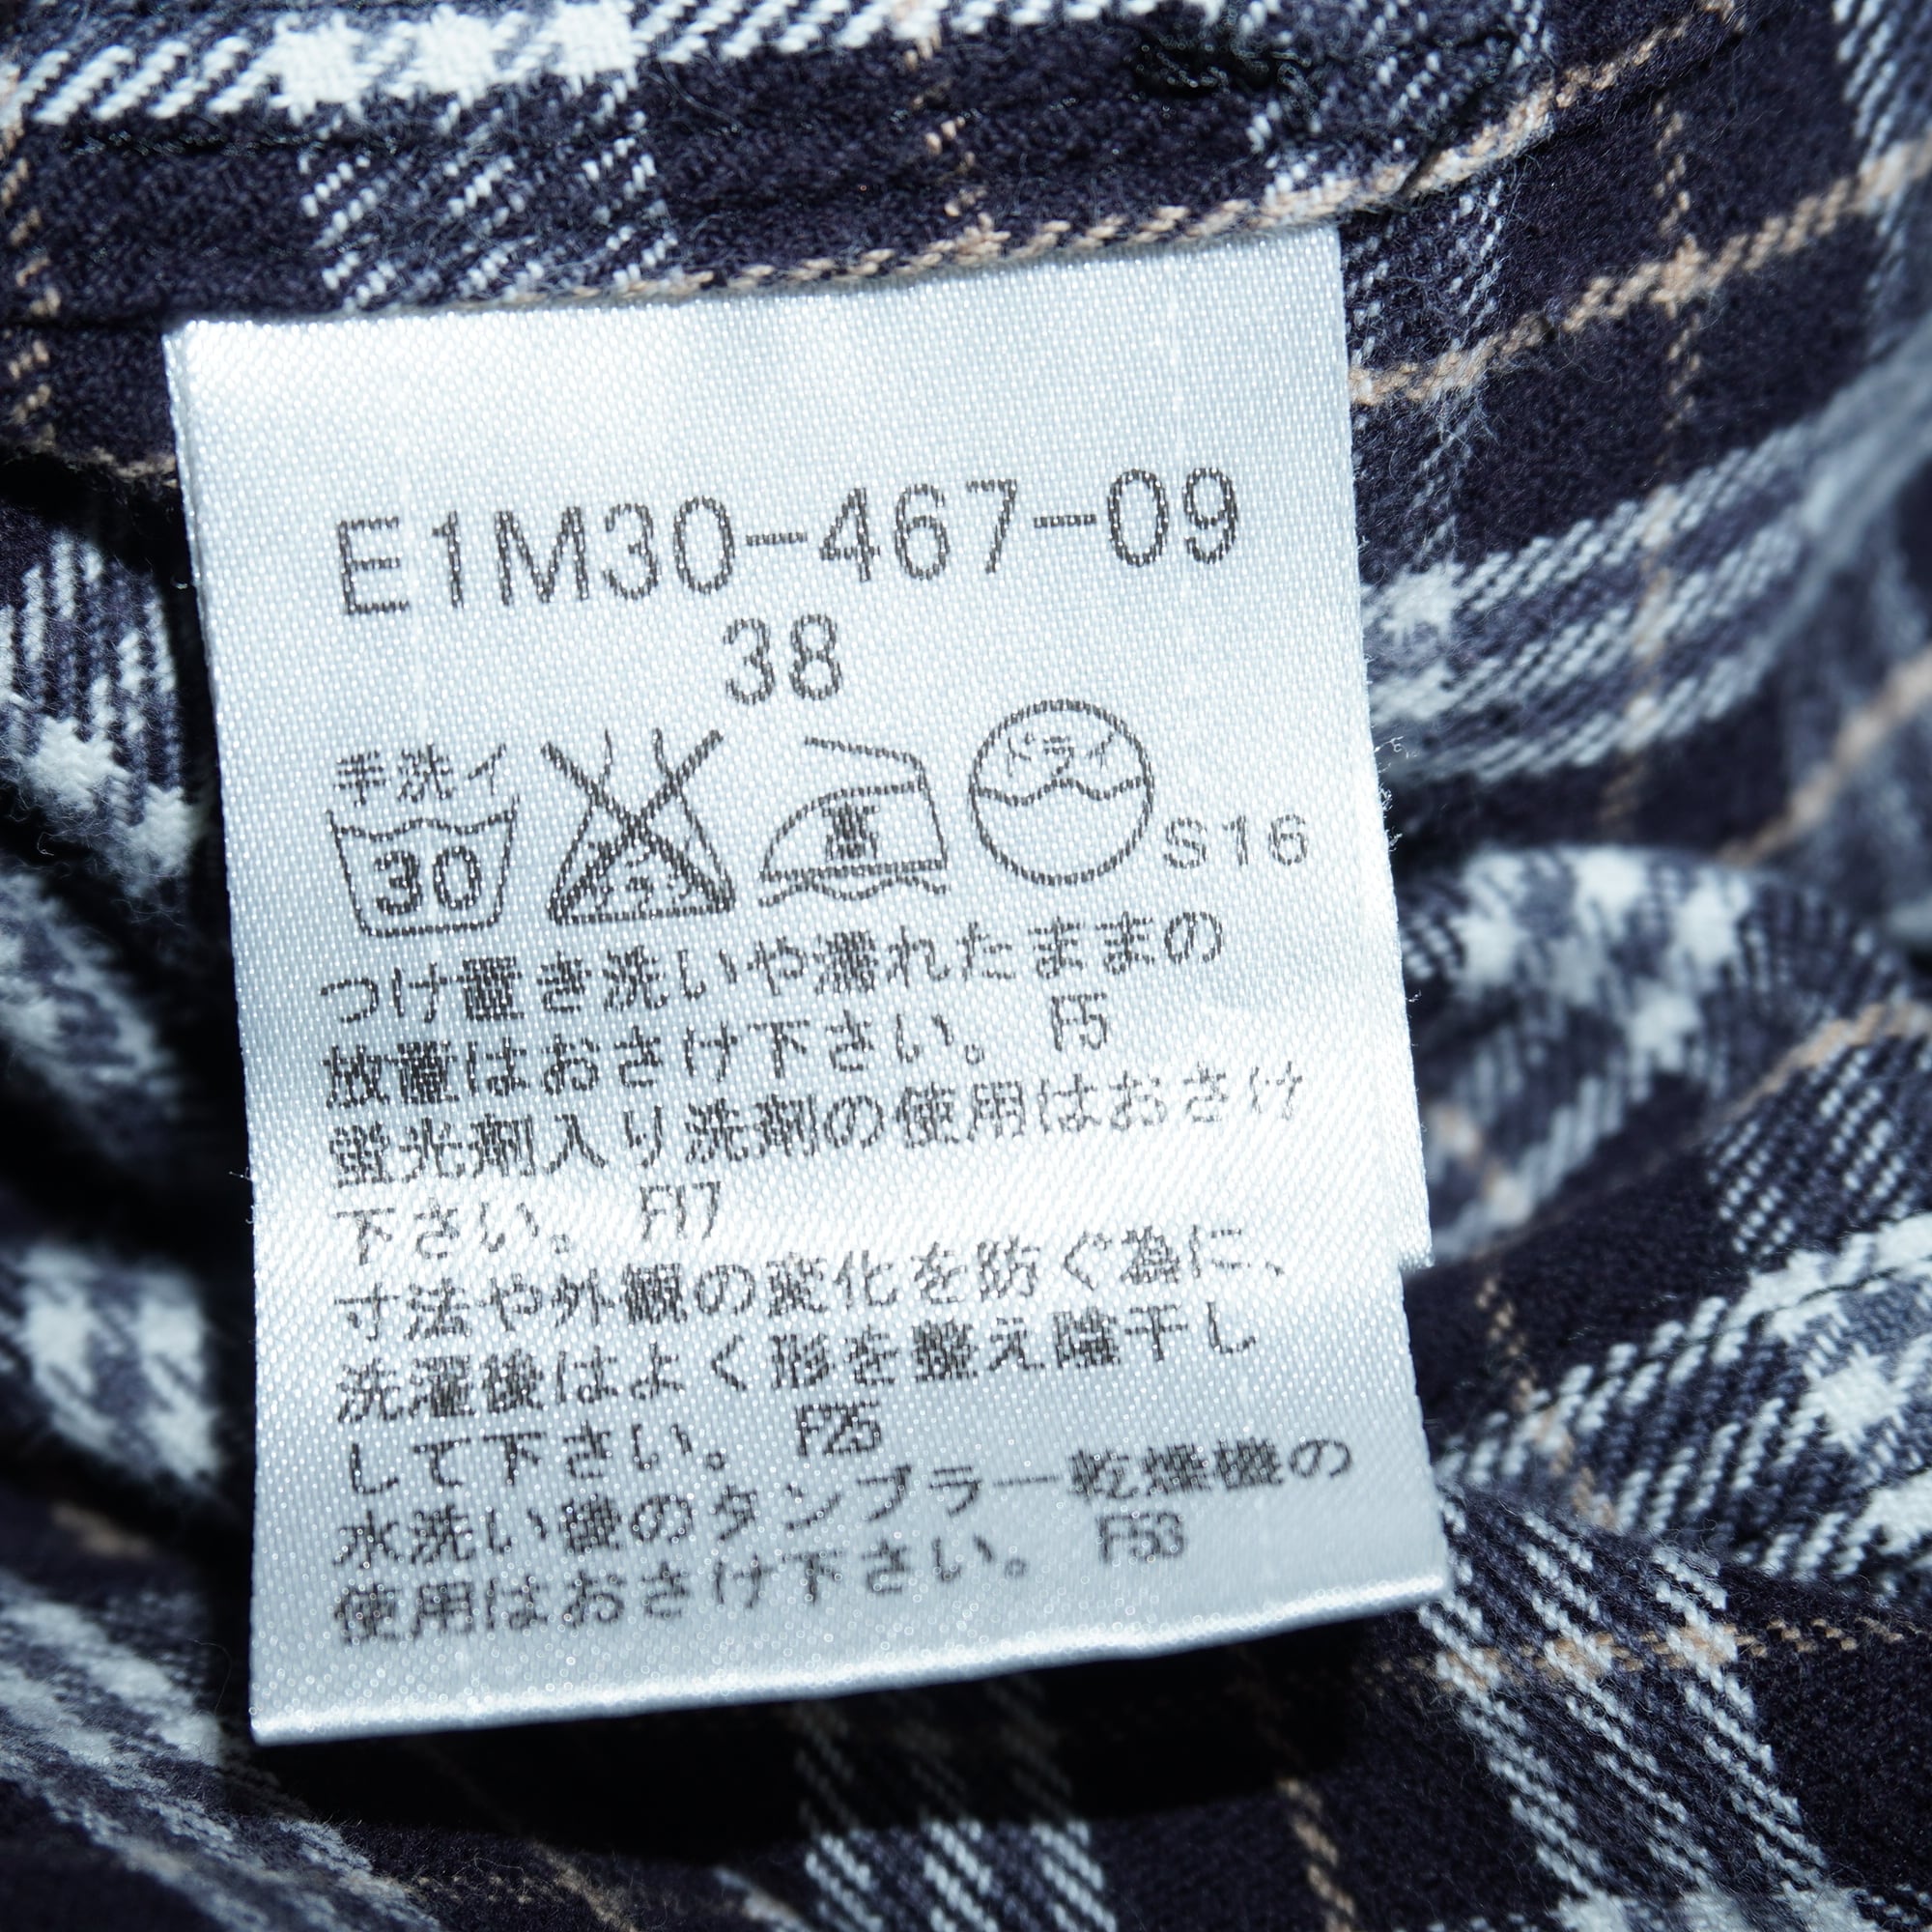 E1M30-467-09
38
手洗イ
30
ドライ
S16
つけ置き洗いや濡れたままの
放置はおさけ下さい。 F5
蛍光剤入り洗剤の使用はおさけ
下さい。 F17
寸法や外観の変化を防ぐ為に、
洗濯後はよく形を整え陰干し
して下さい。 F25
水洗い後のタンブラー乾燥機の
使用はおさけ下さい。 F53